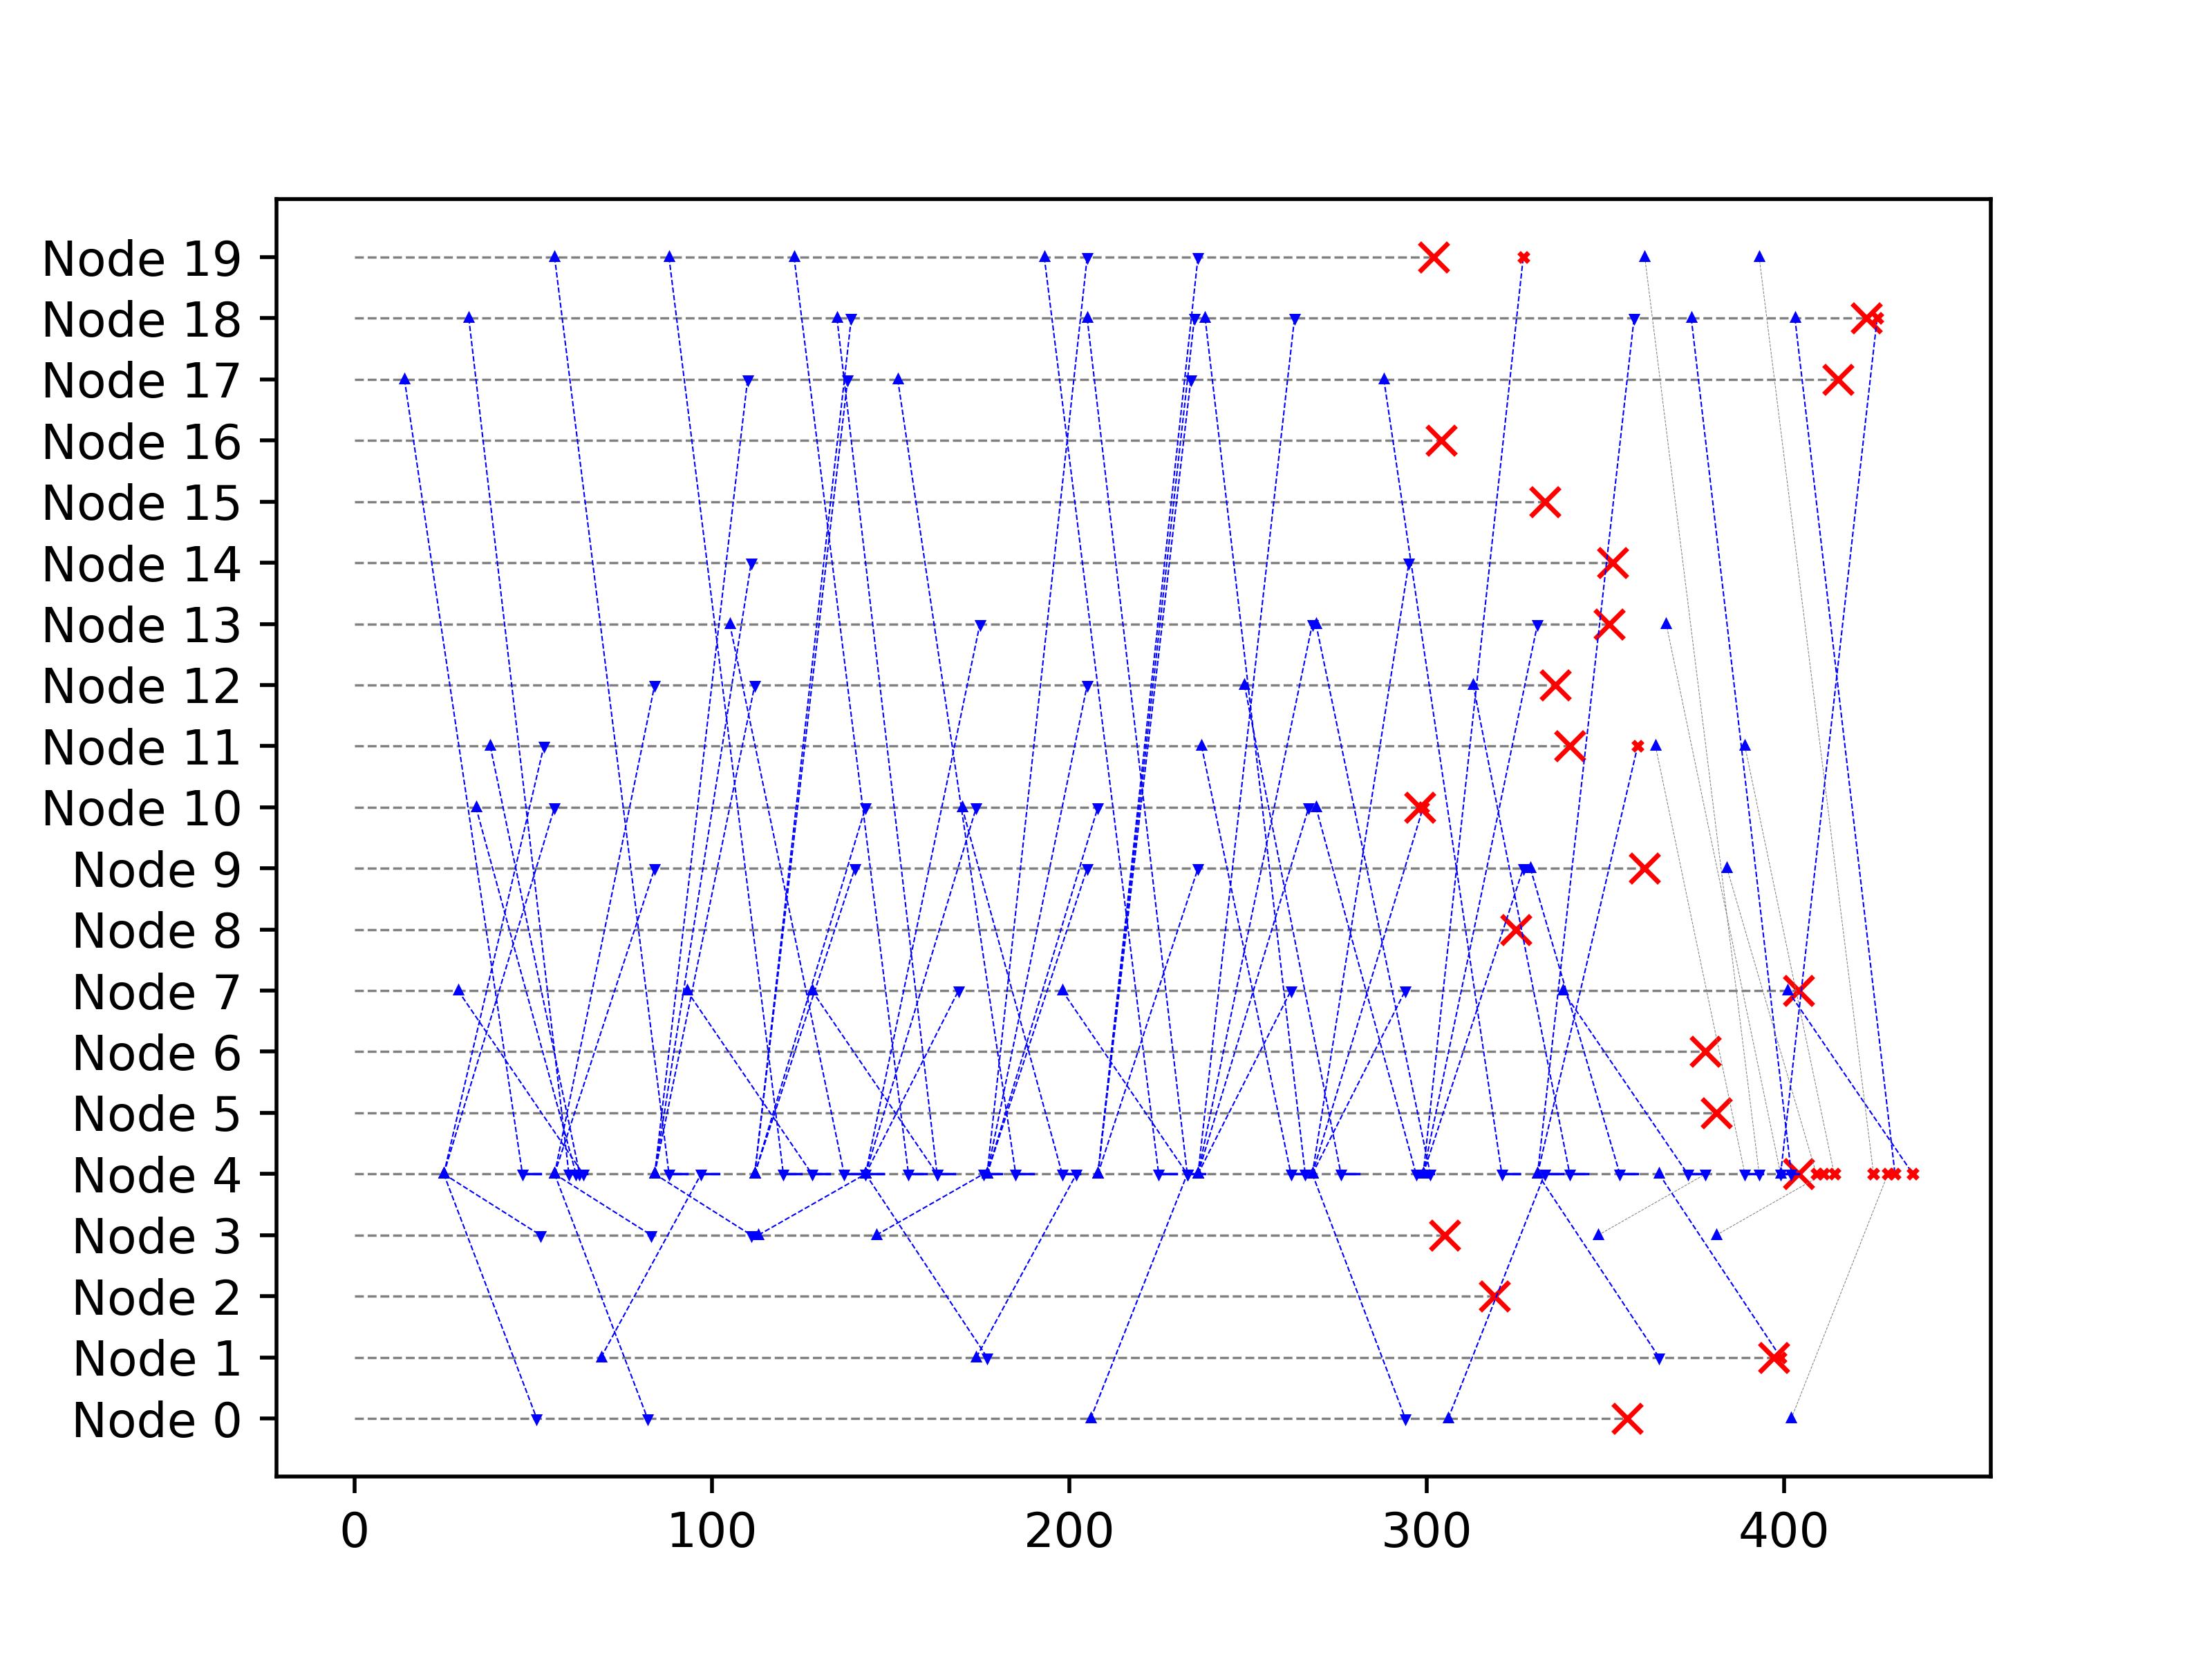 Node 19
Node 18
Node 17
Node 16
Node 15
Node 14
Node 13
Node 12
Node 11
Node 10
Node 9
Node 8
Node 7
Node 6
Node 5
Node 4
Node 3
Node 2
Node 1
Node 0
0 100 200 300 400